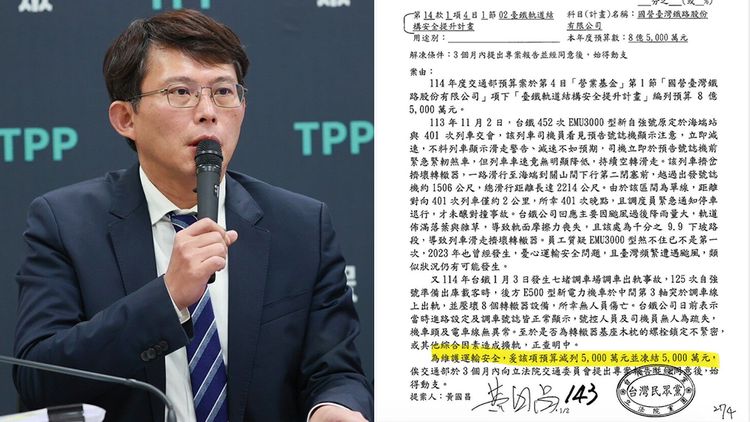 TPP
TPP
第14款1項4目1節 02臺鐵軌道結構安全提升計畫
用途別：
科目(計畫)名稱：國營臺灣鐵路股份有限公司
本年度預算數：8億5,000萬元
解凍條件：3個月內提出專案報告並經同意後，始得動支
案由：
114年度交通部預算案於第4目「營業基金」第1節「國營臺灣鐵路股份有限公司」項下「臺鐵軌道結構安全提升計畫」編列預算 8 億
5,000萬元。
113年11月2日，台鐵452次EMU3000型新自強號原定於海端站
與401次列車交會，該列車司機員看見預告號誌機顯示注意，立即減
速，不料列車顯示滑走警告、減速不如預期，司機立即於預告號誌機前
緊急緊軔煞車，但列車車速竟無明顯降低，持續空轉滑走。該列車擠岔
擠壞轉轍器，一路滑行至海端到關山間下行第二閉塞前，越過出發號誌
機約1506公尺，總滑行距離長達2214公尺。由於該區間為單線，距離
對向401次列車僅約2公里，所幸401次晚點，且調度員緊急通知停車
退行，才未釀對撞事故。台鐵公司回應主要因颱風過後降雨量大，軌道
佈滿落葉與雜草，導致軌面摩擦力喪失，且該處為千分之9.9下坡路
段，導致列車滑走擠壞轉轍器。員工質疑EMU3000型煞不住已不是第一
次，2023年也曾經發生，憂心運輸安全問題，且臺灣頻繁遭遇颱風，類
似狀況仍有可能發生。
又114年1月3日發生七堵調車場調車出軌事故，125次自強
號準備出庫載客時，後方E500型新電力機車於中間第3軸突於調車線
上出軌，並壓壞8個轉轍器設備，所幸無人員傷亡。台鐵公司日前表示
當時進路設定及調車號誌皆正常顯示，號控人員及司機員無人為疏失，
機車頭及電車線無異常。至於是否為轉轍器基座木枕的螺栓鎖定不緊密，
或其他綜合因素造成擴軌，正查明中。
為維護運輸安全，爰該項預算減列5,000萬元並凍結5,000萬元，
俟交通部於3個月內向立法院交通委員會提出專案報告並經同意後，始
得動支。
提案人：黃國昌
黃國昌
143
1/2
台灣民眾黨
立法院黨團
274